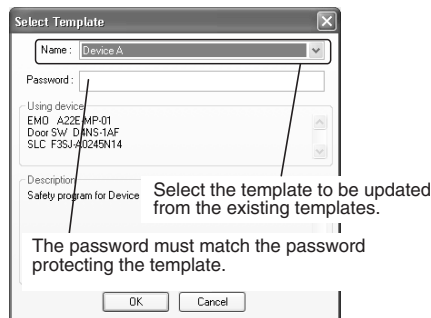 Select Template
Name : Device A
Password :
Using device
EMO A22E-MP-01
Door SW D4NS-1AF
SLC F3SJ-A0245N14
Description
Safety program for Device
Select the template to be updated
from the existing templates.
The password must match the password
protecting the template.
OK Cancel